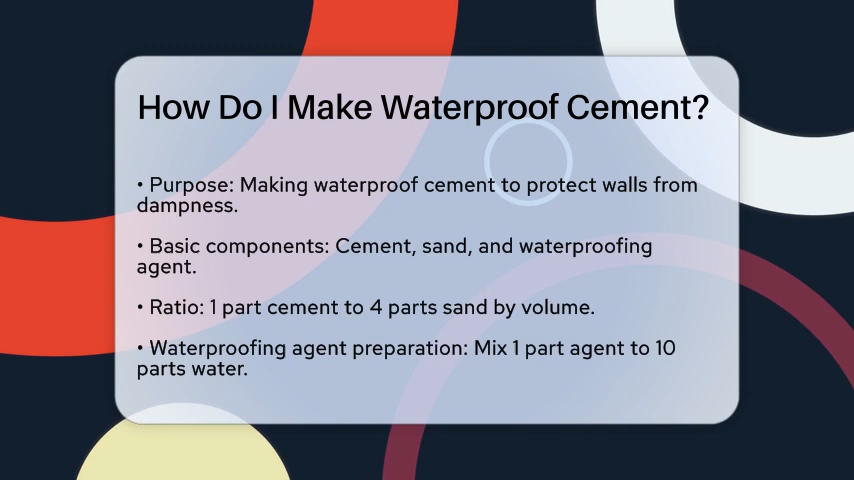 How Do I Make Waterproof Cement?
• Purpose: Making waterproof cement to protect walls from
dampness.
• Basic components: Cement, sand, and waterproofing
agent.
• Ratio: 1 part cement to 4 parts sand by volume.
• Waterproofing agent preparation: Mix 1 part agent to 10
parts water.